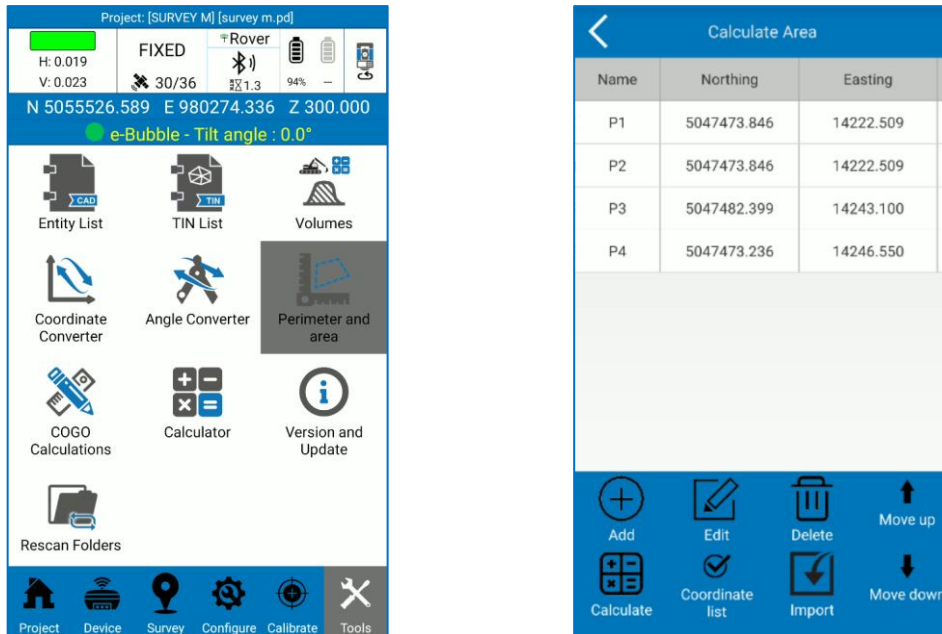 Project: [SURVEY M] [survey m.pd]
H: 0.019
V: 0.023
FIXED
30/36
Rover
1.3
94%
–
N 5055526.589 E 980274.336 Z 300.000
e-Bubble - Tilt angle : 0.0°
CAD
TIN
Entity List
TIN List
Volumes
Coordinate
Converter
Angle Converter
Perimeter and
area
COGO
Calculations
Calculator
Version and
Update
Rescan Folders
Project Device Survey Configure Calibrate Tools
Calculate Area
Name Northing Easting
P1 5047473.846 14222.509
P2 5047473.846 14222.509
P3 5047482.399 14243.100
P4 5047473.236 14246.550
Add Edit Delete Move up
Calculate
Coordinate
list
Import
Move down